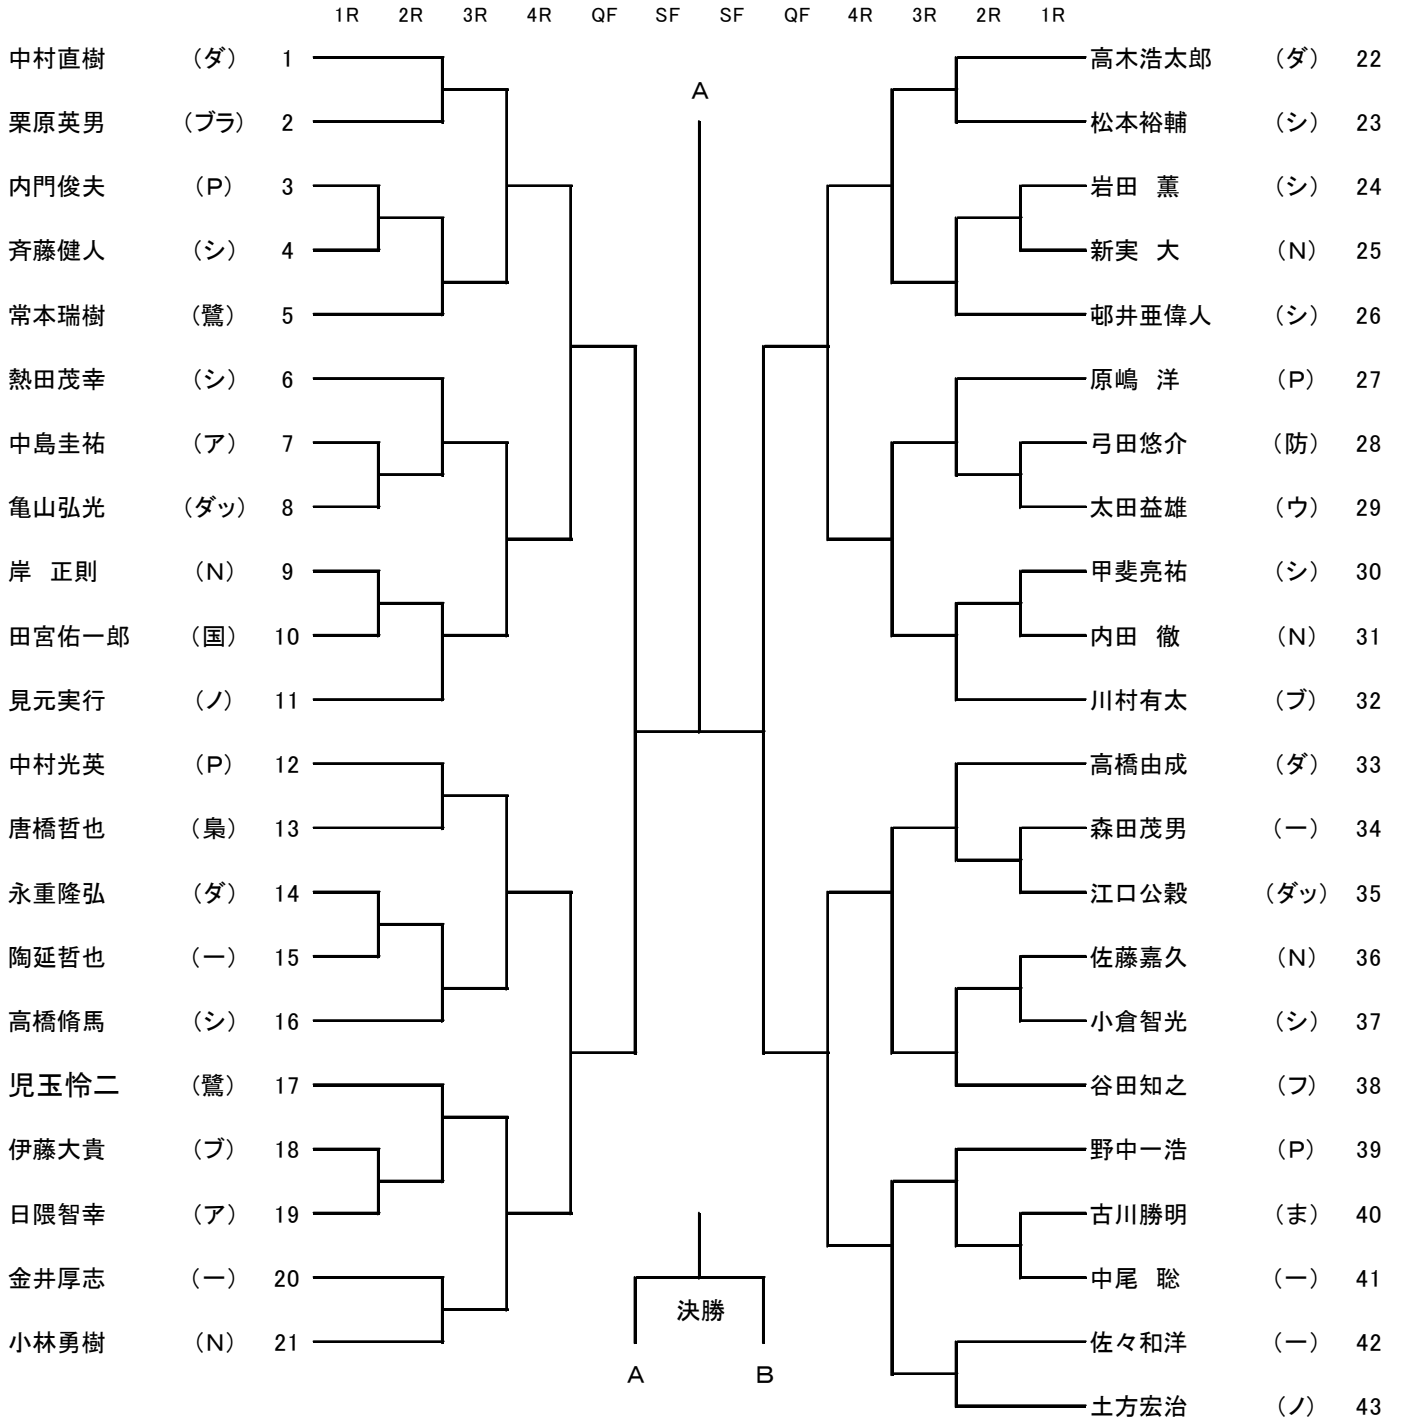 1R 2R 3R 4R QF SF SF QF 4R 3R 2R 1R
中村直樹 （ダ） 1 高木浩太郎 （ダ） 22
A
栗原英男 （ブラ） 2 松本裕輔 （シ） 23
内門俊夫 （P） 3 岩田　薫 （シ） 24
斉藤健人 （シ） 4 新実　大 （N） 25
常本瑞樹 （鷺） 5 邨井亜偉人 （シ） 26
熱田茂幸 （シ） 6 原嶋　洋 （P） 27
中島圭祐 （ア） 7 弓田悠介 （防） 28
亀山弘光 （ダッ） 8 太田益雄 （ウ） 29
岸　正則 （N） 9 甲斐亮祐 （シ） 30
田宮佑一郎 （国） 10 内田　徹 （N） 31
見元実行 （ノ） 11 川村有太 （ブ） 32
中村光英 （P） 12 高橋由成 （ダ） 33
唐橋哲也 （梟） 13 森田茂男 （一） 34
永重隆弘 （ダ） 14 江口公毅 （ダッ） 35
陶延哲也 （一） 15 佐藤嘉久 （N） 36
高橋脩馬 （シ） 16 小倉智光 （シ） 37
児玉怜二 （鷺） 17 谷田知之 （フ） 38
伊藤大貴 （ブ） 18 野中一浩 （P） 39
日隈智幸 （ア） 19 古川勝明 （ま） 40
金井厚志 （一） 20 中尾　聡 （一） 41
決勝
小林勇樹 （N） 21 佐々和洋 （一） 42
A B
土方宏治 （ノ） 43